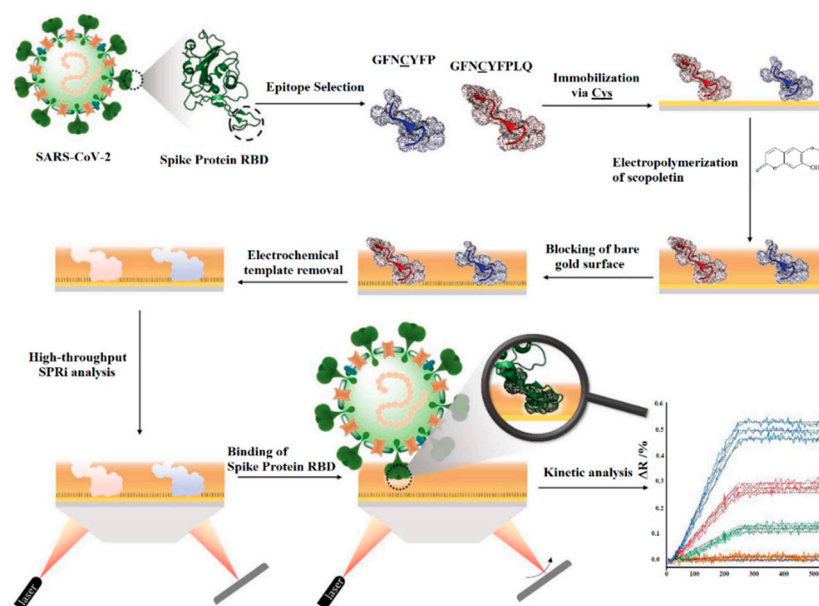 GFNCYFP
GFNCYFPLQ
Epitope Selection
Immobilization
via Cys
SARS-CoV-2
Spike Protein RBD
Electropolymerization
of scopoletin
Electrochemical
template removal
Blocking of bare
gold surface
High-throughput
SPRi analysis
Binding of
Spike Protein RBD
Kinetic analysis
ΔR /%
0.6
0.5
0.4
0.3
0.2
0.1
0.0
0
100
200
300
400
laser
laser